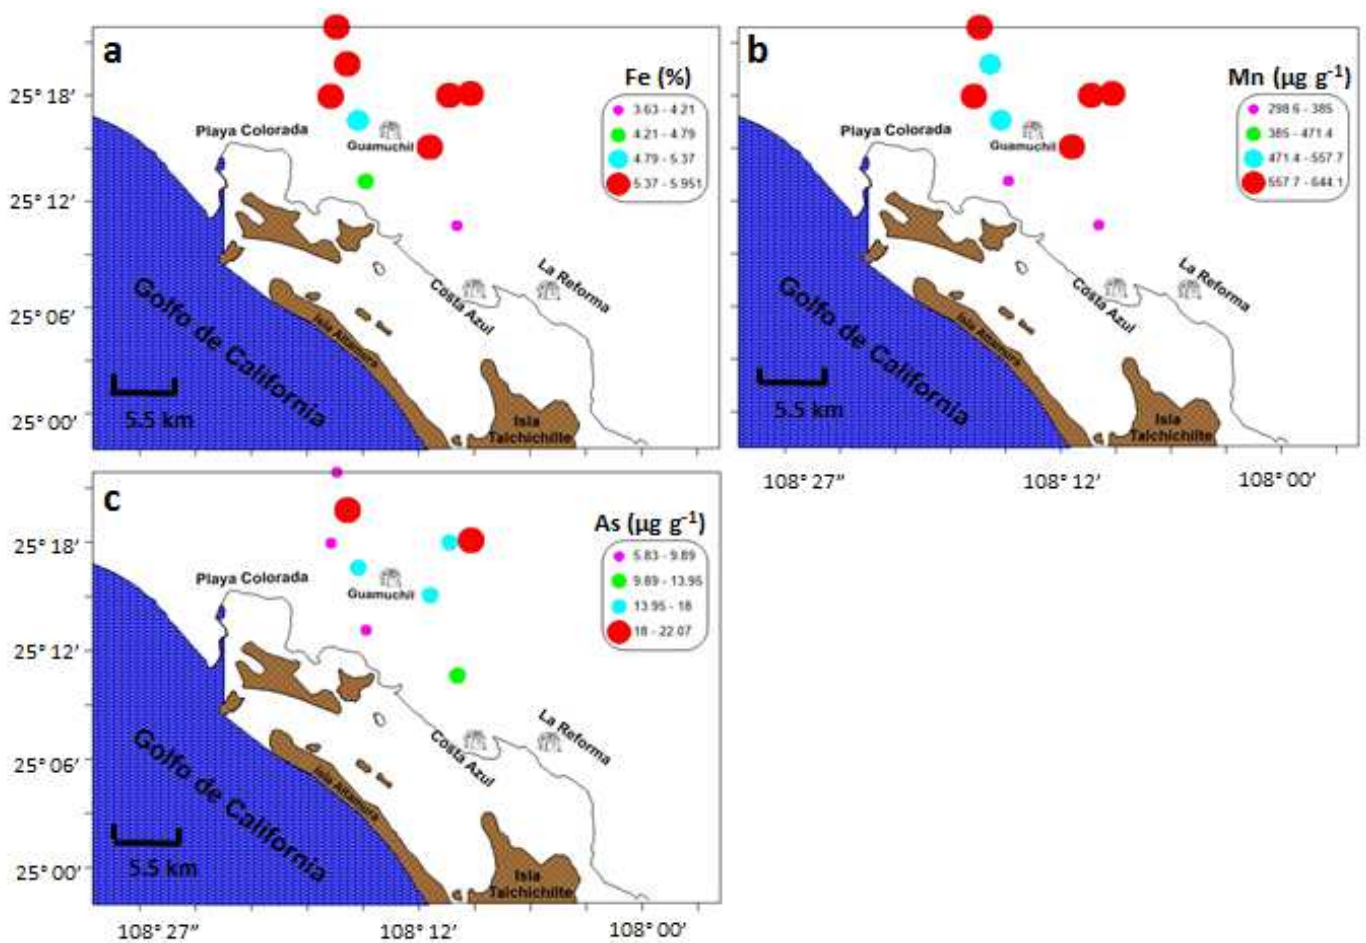 a
Fe (%)
3.63 - 4.21
4.21 - 4.79
4.79 - 5.37
5.37 - 5.951
25° 18′
25° 12′
25° 06′
25° 00′
Playa Colorada
Guamuchil
La Reforma
Costa Azul
Golfo de California
Isla Altamura
Isla
Talchichilte
5.5 km
b
Mn (µg g-1)
298.6 - 385
385 - 471.4
471.4 - 557.7
557.7 - 644.1
Playa Colorada
Guamuchil
La Reforma
Costa Azul
Golfo de California
Isla Altamura
Isla
Talchichilte
5.5 km
108° 27″
108° 12′
108° 00′
c
As (µg g-1)
5.83 - 9.89
9.89 - 13.95
13.95 - 18
18 - 22.07
25° 18′
25° 12′
25° 06′
25° 00′
Playa Colorada
Guamuchil
La Reforma
Costa Azul
Golfo de California
Isla Altamura
Isla
Talchichilte
5.5 km
108° 27″
108° 12′
108° 00′